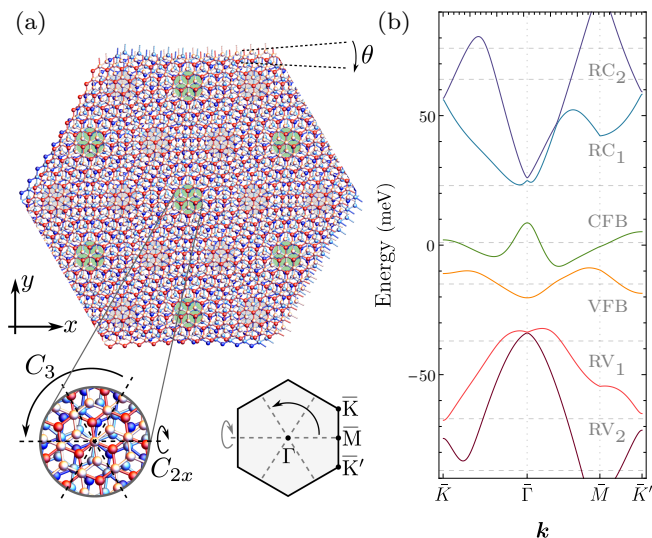 (a)
θ
y
x
C₃
C₂ₓ
K̅
M̅
K̅′
Γ
(b)
Energy (meV)
50
0
−50
RC₂
RC₁
CFB
VFB
RV₁
RV₂
K̅
Γ̅
M̅
K̅′
k